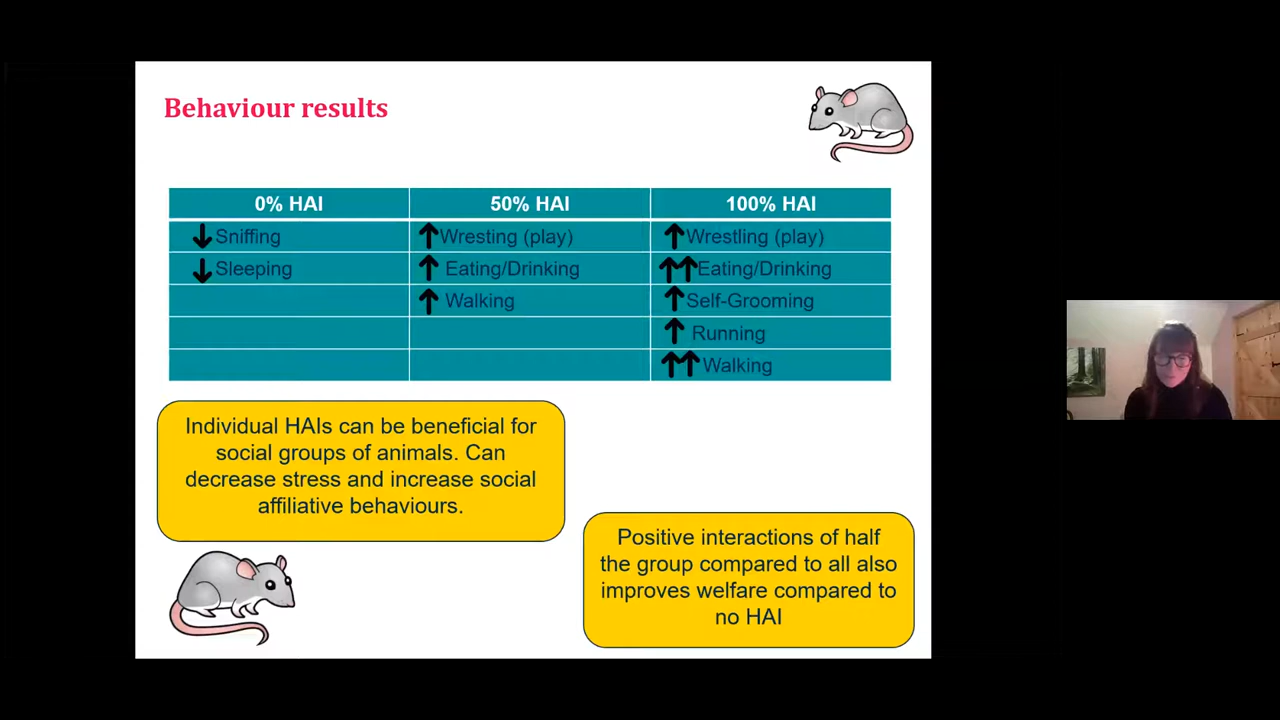 Behaviour results
0% HAI 50% HAI 100% HAI
Sniffing Wresting (play) Wrestling (play)
Sleeping Eating/Drinking Eating/Drinking
Walking Self-Grooming
Running
Walking
Individual HAIs can be beneficial for
social groups of animals. Can
decrease stress and increase social
affiliative behaviours.
Positive interactions of half
the group compared to all also
improves welfare compared to
no HAI